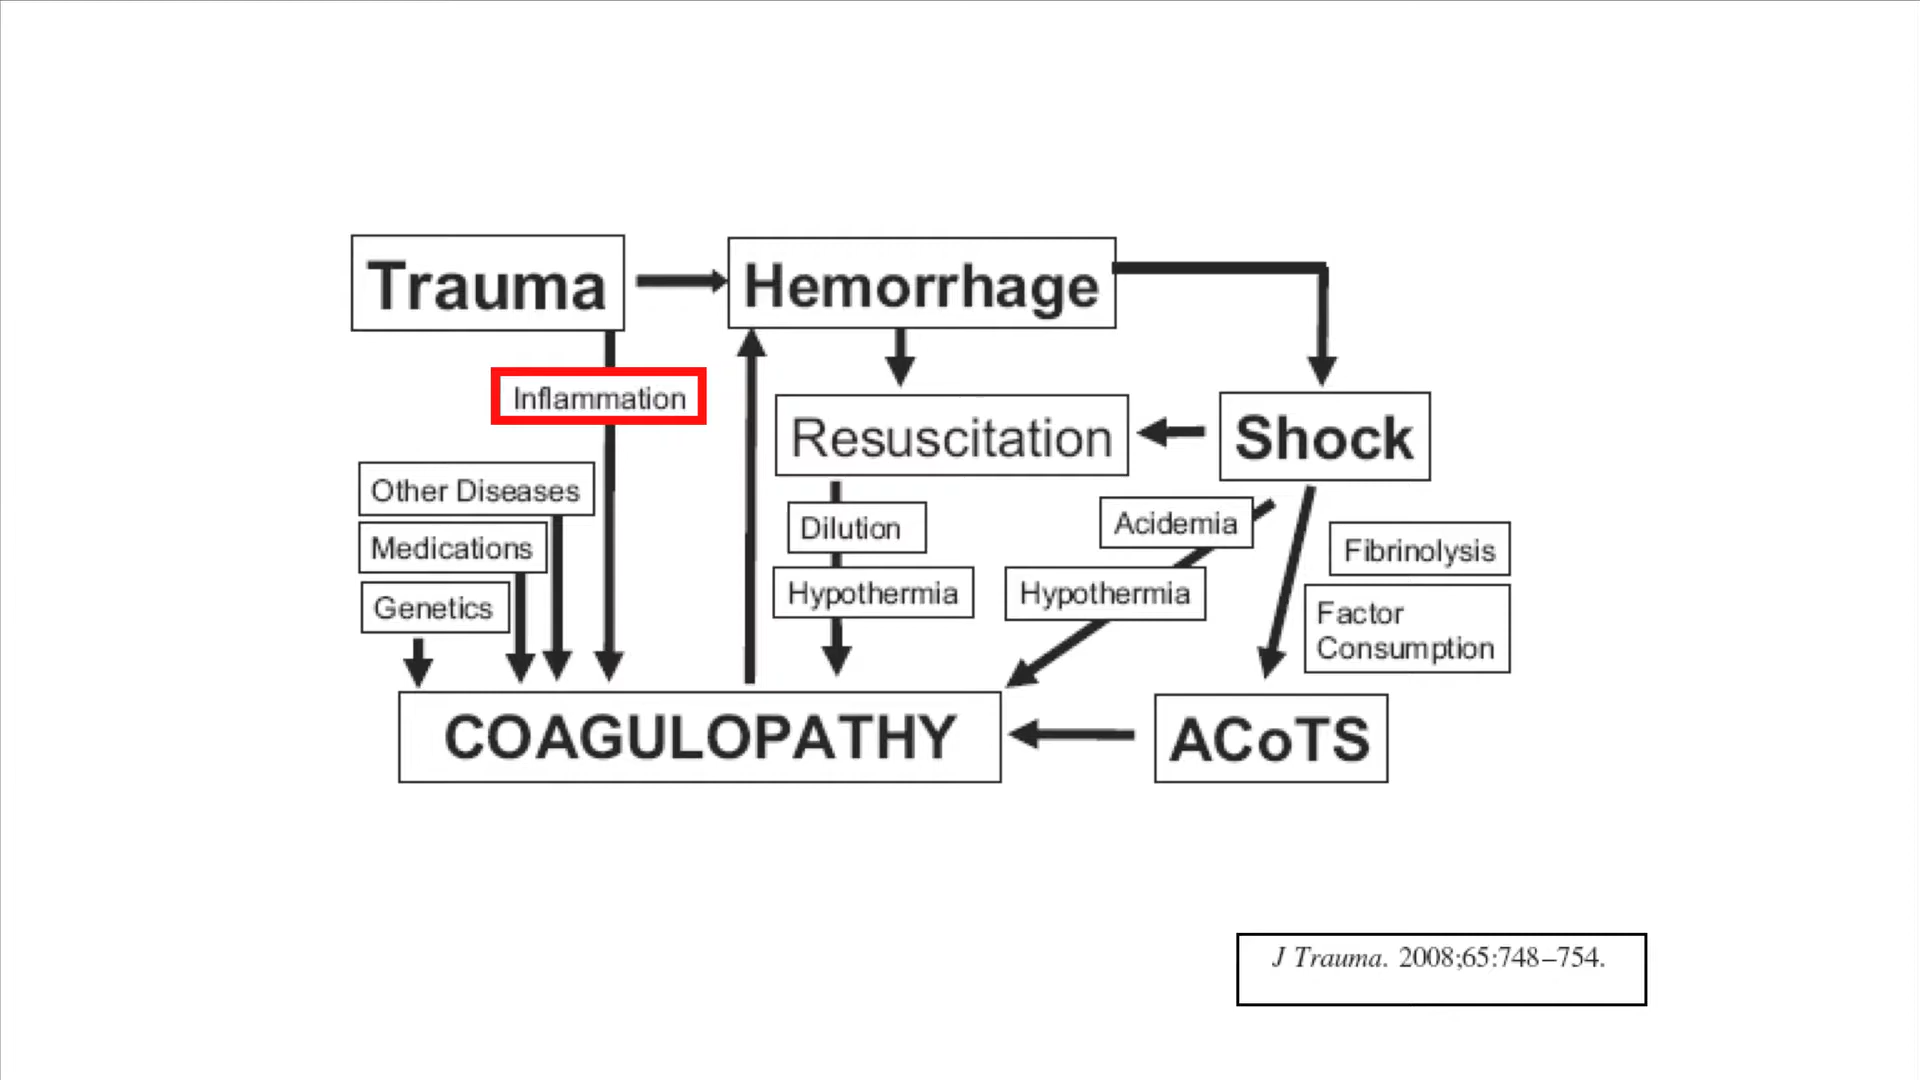 Trauma
Hemorrhage
Inflammation
Resuscitation
Shock
Other Diseases
Medications
Genetics
Dilution
Hypothermia
Acidemia
Hypothermia
Fibrinolysis
Factor
Consumption
COAGULOPATHY
ACoTS
J Trauma. 2008;65:748–754.